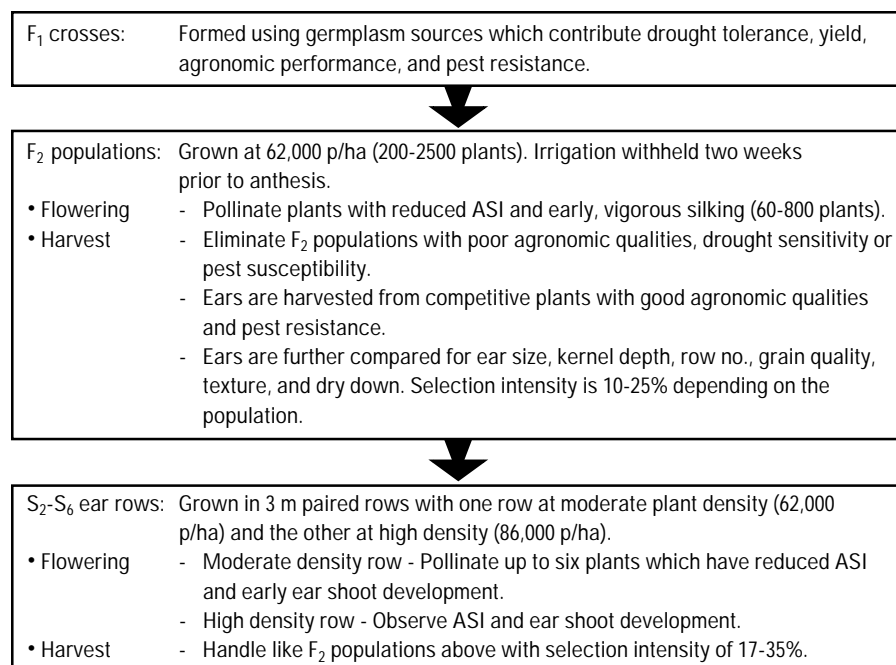 F₁ crosses: Formed using germplasm sources which contribute drought tolerance, yield,
agronomic performance, and pest resistance.
F₂ populations: Grown at 62,000 p/ha (200-2500 plants). Irrigation withheld two weeks
prior to anthesis.
• Flowering - Pollinate plants with reduced ASI and early, vigorous silking (60-800 plants).
• Harvest - Eliminate F₂ populations with poor agronomic qualities, drought sensitivity or
pest susceptibility.
- Ears are harvested from competitive plants with good agronomic qualities
and pest resistance.
- Ears are further compared for ear size, kernel depth, row no., grain quality,
texture, and dry down. Selection intensity is 10-25% depending on the
population.
S₂-S₆ ear rows: Grown in 3 m paired rows with one row at moderate plant density (62,000
p/ha) and the other at high density (86,000 p/ha).
• Flowering - Moderate density row - Pollinate up to six plants which have reduced ASI
and early ear shoot development.
- High density row - Observe ASI and ear shoot development.
• Harvest - Handle like F₂ populations above with selection intensity of 17-35%.